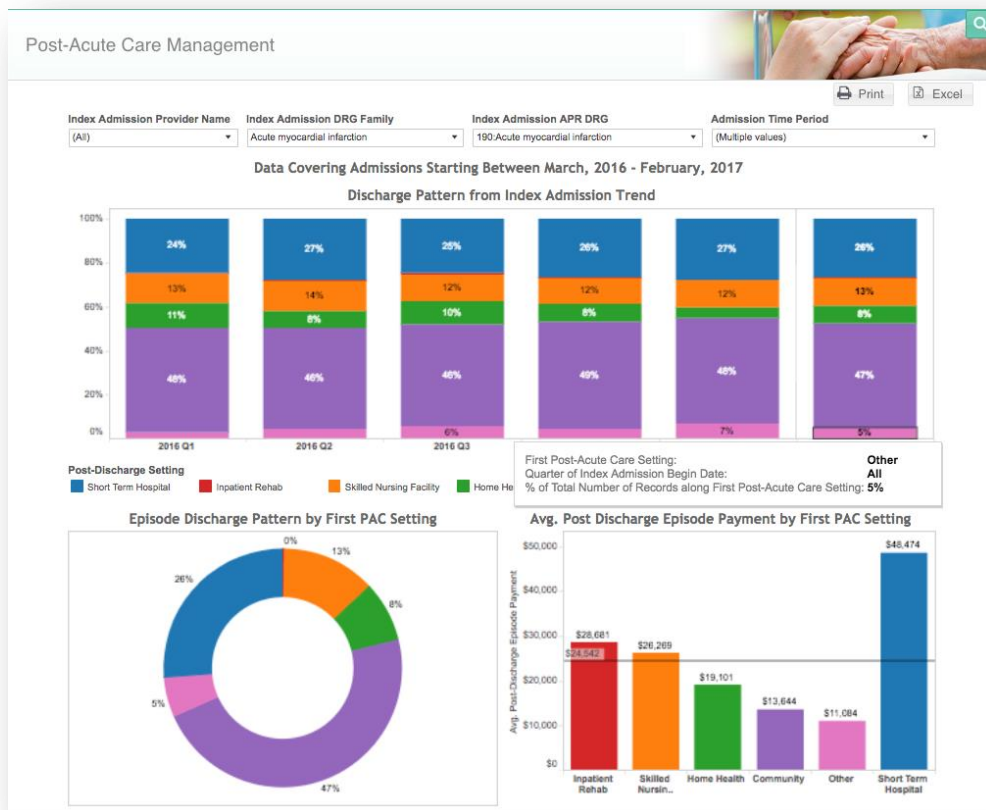 Post-Acute Care Management
Print Excel
Index Admission Provider Name Index Admission DRG Family Index Admission APR DRG Admission Time Period
(All) Acute myocardial infarction 190:Acute myocardial infarction (Multiple values)
Data Covering Admissions Starting Between March, 2016 - February, 2017
Discharge Pattern from Index Admission Trend
100%
80%
60%
40%
20%
0%
24% 27% 25% 26% 27% 26%
13% 14% 12% 12% 12% 13%
11% 8% 10% 8% 8%
48% 46% 46% 49% 48% 47%
6% 7% 5%
2016 Q1 2016 Q2 2016 Q3
First Post-Acute Care Setting: Other
Quarter of Index Admission Begin Date: All
% of Total Number of Records along First Post-Acute Care Setting: 5%
Post-Discharge Setting
Short Term Hospital Inpatient Rehab Skilled Nursing Facility Home He
Episode Discharge Pattern by First PAC Setting
0%
13%
8%
47%
5%
26%
Avg. Post Discharge Episode Payment by First PAC Setting
Avg. Post-Discharge Episode Payment
$50,000
$40,000
$30,000
$20,000
$10,000
$0
$28,681
$24,542
$26,269
$19,101
$13,644
$11,084
$48,474
Inpatient Rehab
Skilled Nursin...
Home Health
Community
Other
Short Term Hospital